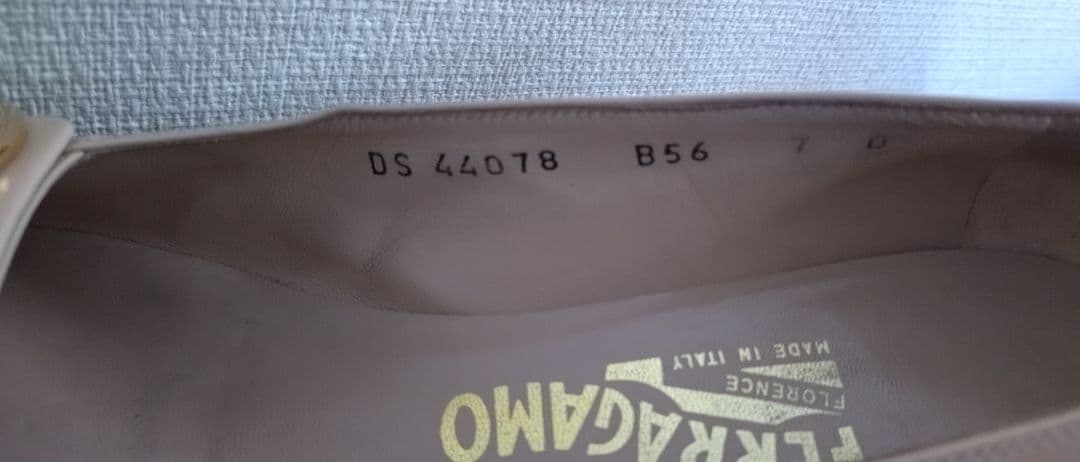 DS 44078 B56 7
FERRAGAMO
FLORENCE
MADE IN ITALY